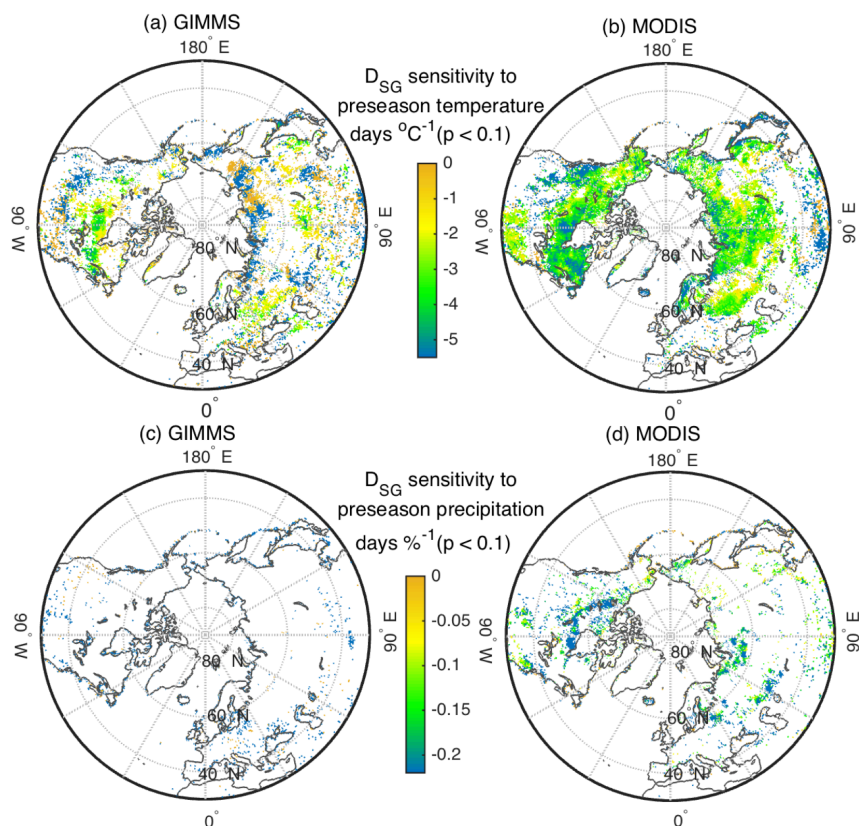 (a) GIMMS
180° E
(b) MODIS
180° E
D_SG sensitivity to
preseason temperature
days °C⁻¹(p < 0.1)
0
-1
-2
-3
-4
-5
90° W
80° N
60° N
40° N
90° E
0°
90° W
80° N
60° N
40° N
90° E
0°
(c) GIMMS
180° E
(d) MODIS
180° E
D_SG sensitivity to
preseason precipitation
days %⁻¹(p < 0.1)
0
-0.05
-0.1
-0.15
-0.2
90° W
80° N
60° N
40° N
90° E
0°
90° W
80° N
60° N
40° N
90° E
0°